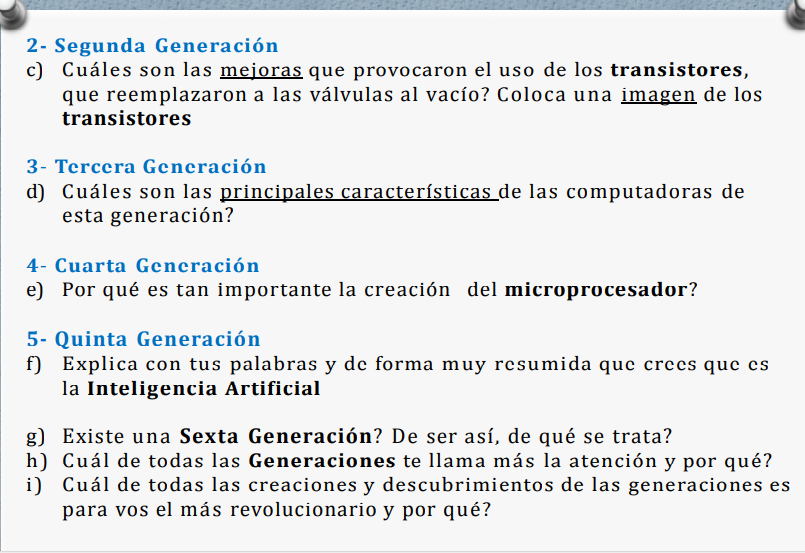 2- Segunda Generación
c) Cuáles son las mejoras que provocaron el uso de los transistores,
que reemplazaron a las válvulas al vacío? Coloca una imagen de los
transistores
3- Tercera Generación
d) Cuáles son las principales características de las computadoras de
esta generación?
4- Cuarta Generación
e) Por qué es tan importante la creación del microprocesador?
5- Quinta Generación
f) Explica con tus palabras y de forma muy resumida que crees que es
la Inteligencia Artificial
g) Existe una Sexta Generación? De ser así, de qué se trata?
h) Cuál de todas las Generaciones te llama más la atención y por qué?
i) Cuál de todas las creaciones y descubrimientos de las generaciones es
para vos el más revolucionario y por qué?